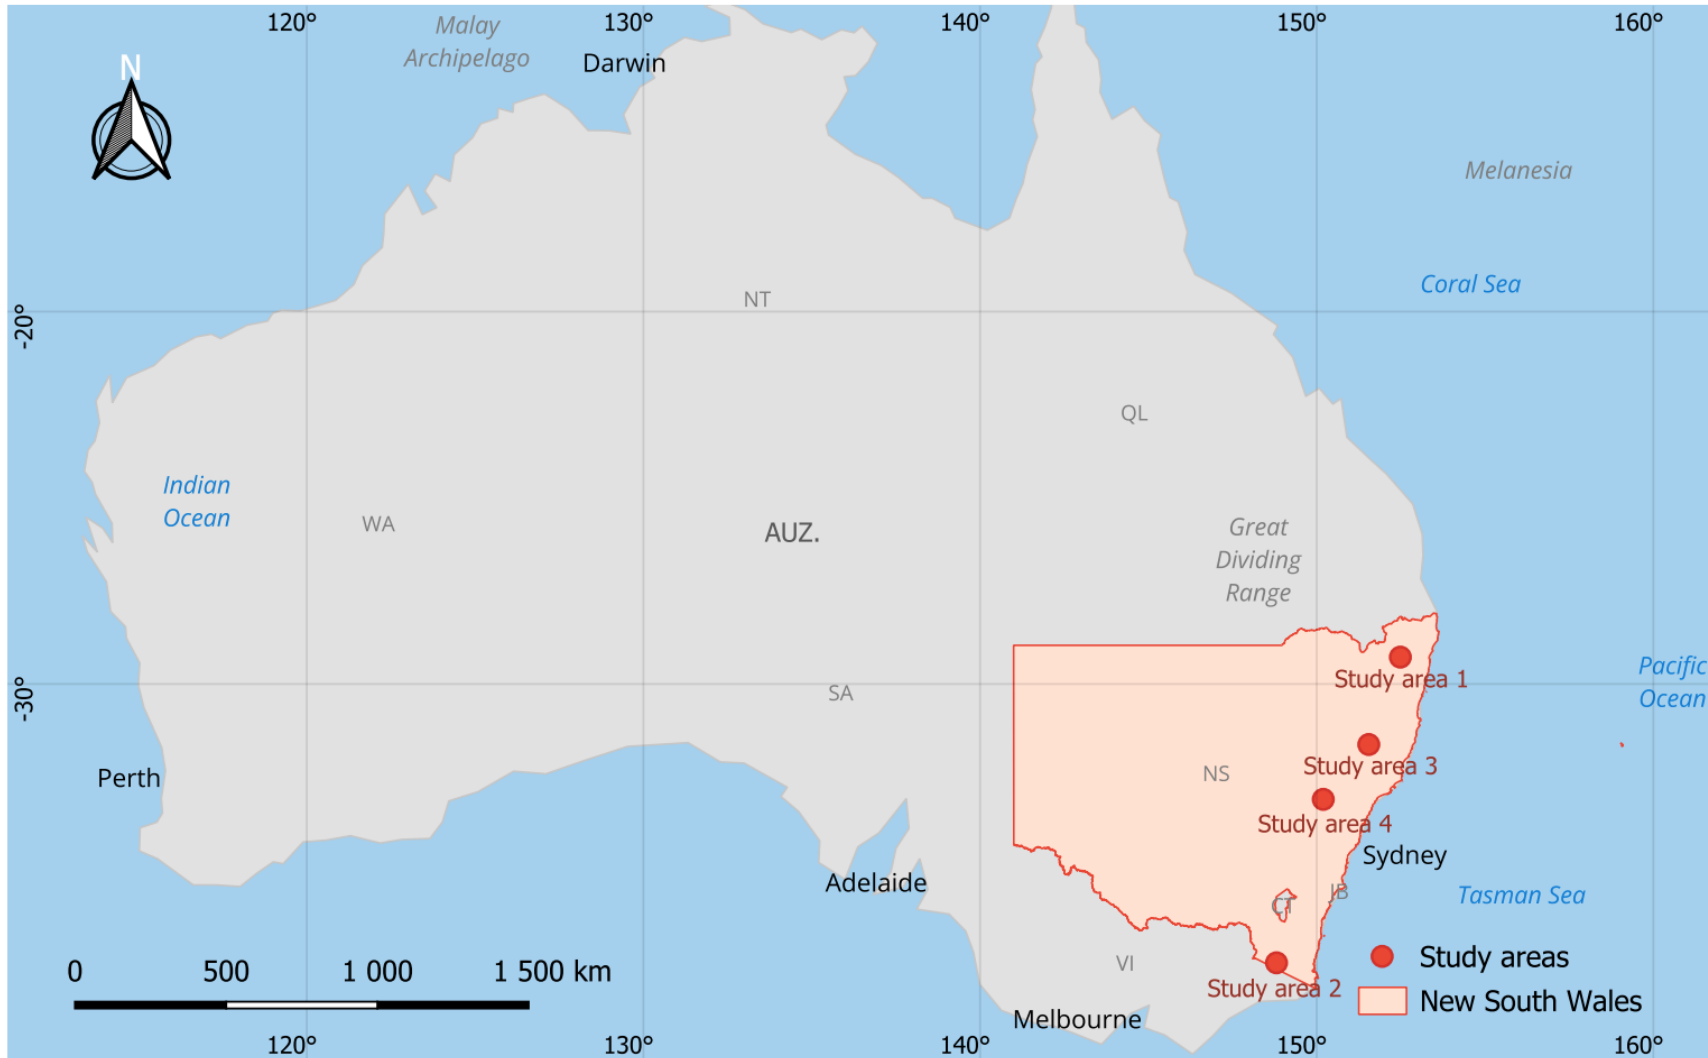 120°
130°
140°
150°
160°
Malay
Archipelago
Darwin
N
Melanesia
Coral Sea
NT
-20°
QL
Indian
Ocean
WA
AUZ.
Great
Dividing
Range
Study area 1
Pacific
Ocean
-30°
SA
Study area 3
NS
Perth
Study area 4
Sydney
Adelaide
JB
CT
Tasman Sea
VI
Study area 2
Study areas
New South Wales
0 500 1 000 1 500 km
Melbourne
120°
130°
140°
150°
160°